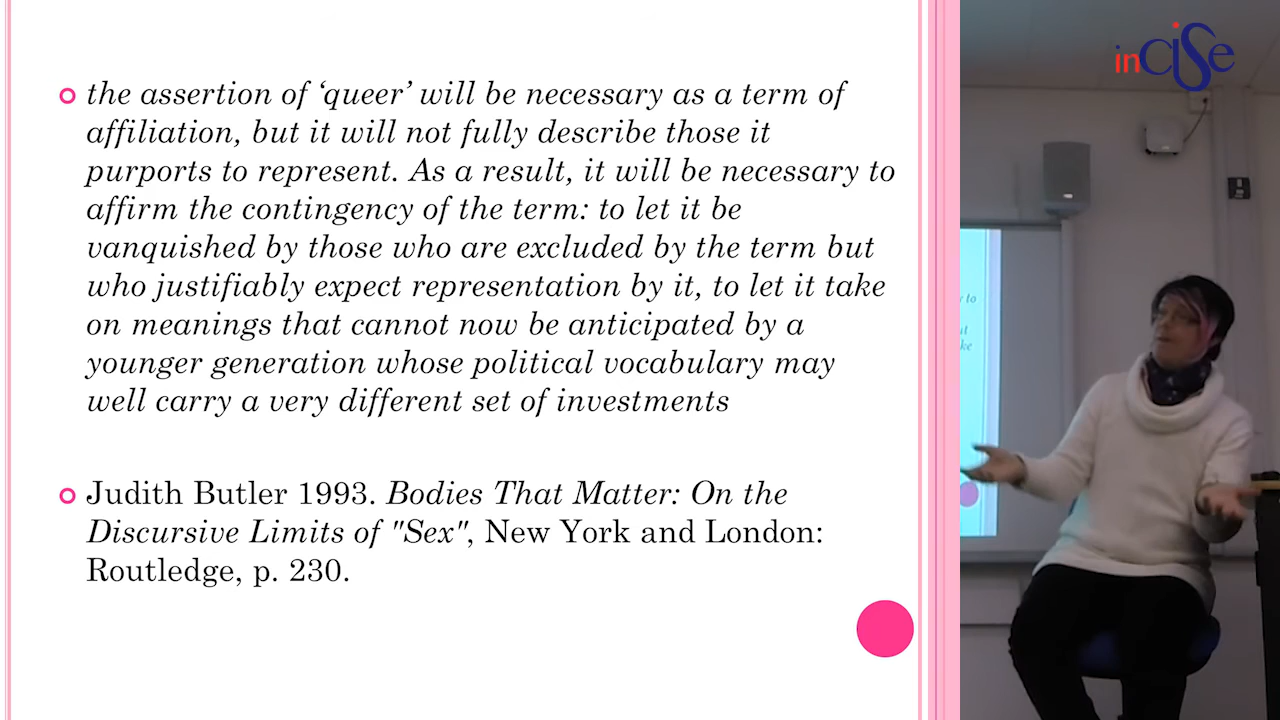 the assertion of ‘queer’ will be necessary as a term of
affiliation, but it will not fully describe those it
purports to represent. As a result, it will be necessary to
affirm the contingency of the term: to let it be
vanquished by those who are excluded by the term but
who justifiably expect representation by it, to let it take
on meanings that cannot now be anticipated by a
younger generation whose political vocabulary may
well carry a very different set of investments
Judith Butler 1993. Bodies That Matter: On the
Discursive Limits of "Sex", New York and London:
Routledge, p. 230.
inCISe
to